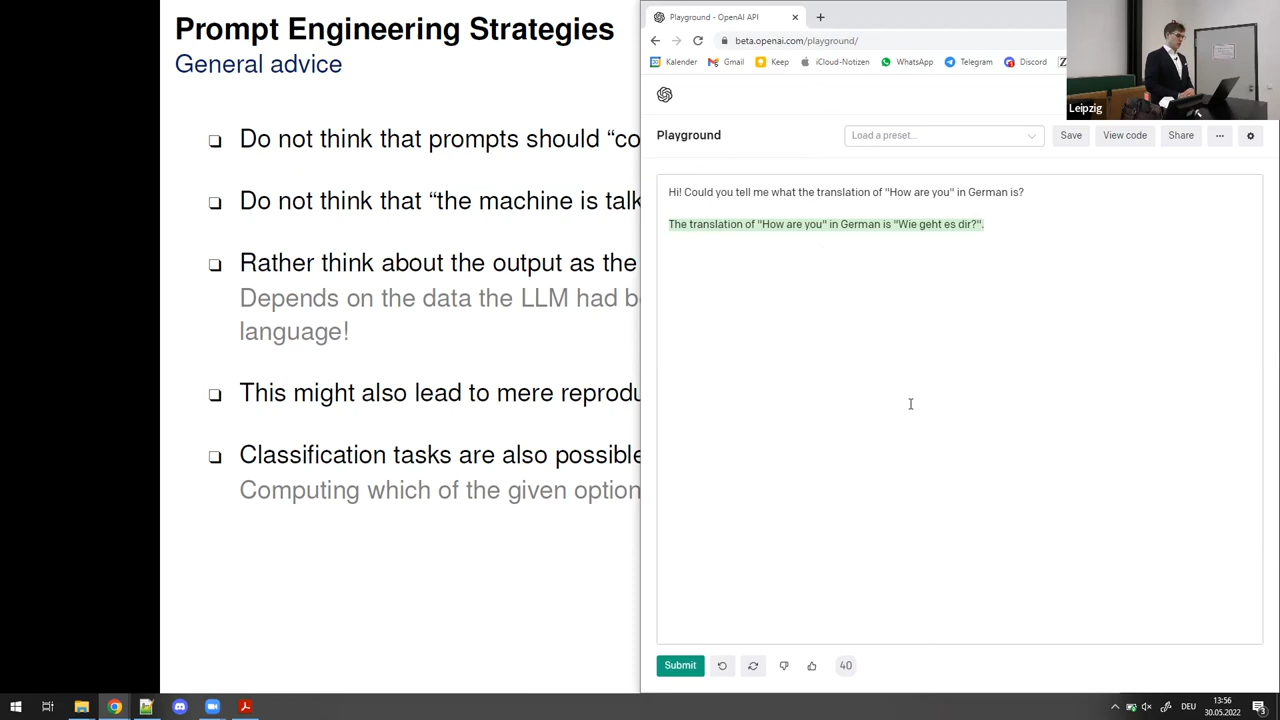 Prompt Engineering Strategies
General advice
❑ Do not think that prompts should “co
❑ Do not think that “the machine is talk
❑ Rather think about the output as the
Depends on the data the LLM had b
language!
❑ This might also lead to mere reprodu
❑ Classification tasks are also possible
Computing which of the given option
Playground - OpenAI API
beta.openai.com/playground/
Kalender Gmail Keep iCloud-Notizen WhatsApp Telegram Discord Z
Leipzig
Playground
Load a preset...
Save
View code
Share
...
Hi! Could you tell me what the translation of "How are you" in German is?
The translation of "How are you" in German is "Wie geht es dir?".
Submit
40
DEU
13:56
30.05.2022
3